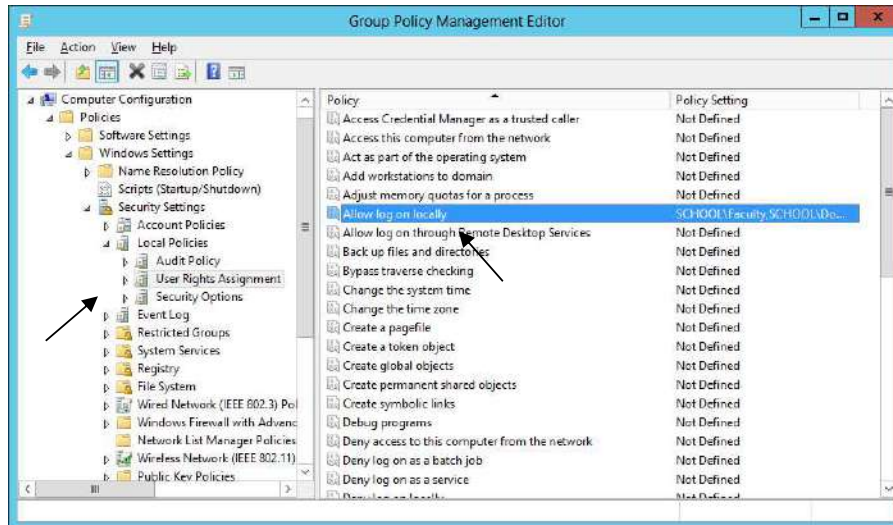 Group Policy Management Editor
File Action View Help
Computer Configuration
Policies
Software Settings
Windows Settings
Name Resolution Policy
Scripts (Startup/Shutdown)
Security Settings
Account Policies
Local Policies
Audit Policy
User Rights Assignment
Security Options
Event Log
Restricted Groups
System Services
Registry
File System
Wired Network (IEEE 802.3) Pol
Windows Firewall with Advanc
Network List Manager Policies
Wireless Network (IEEE 802.11)
Public Key Policies
Policy Policy Setting
Access Credential Manager as a trusted caller Not Defined
Access this computer from the network Not Defined
Act as part of the operating system Not Defined
Add workstations to domain Not Defined
Adjust memory quotas for a process Not Defined
Allow log on locally SCHOOL\Faculty,SCHOOL\Do...
Allow log on through Remote Desktop Services Not Defined
Back up files and directories Not Defined
Bypass traverse checking Not Defined
Change the system time Not Defined
Change the time zone Not Defined
Create a pagefile Not Defined
Create a token object Not Defined
Create global objects Not Defined
Create permanent shared objects Not Defined
Create symbolic links Not Defined
Debug programs Not Defined
Deny access to this computer from the network Not Defined
Deny log on as a batch job Not Defined
Deny log on as a service Not Defined
Deny log on locally Not Defined